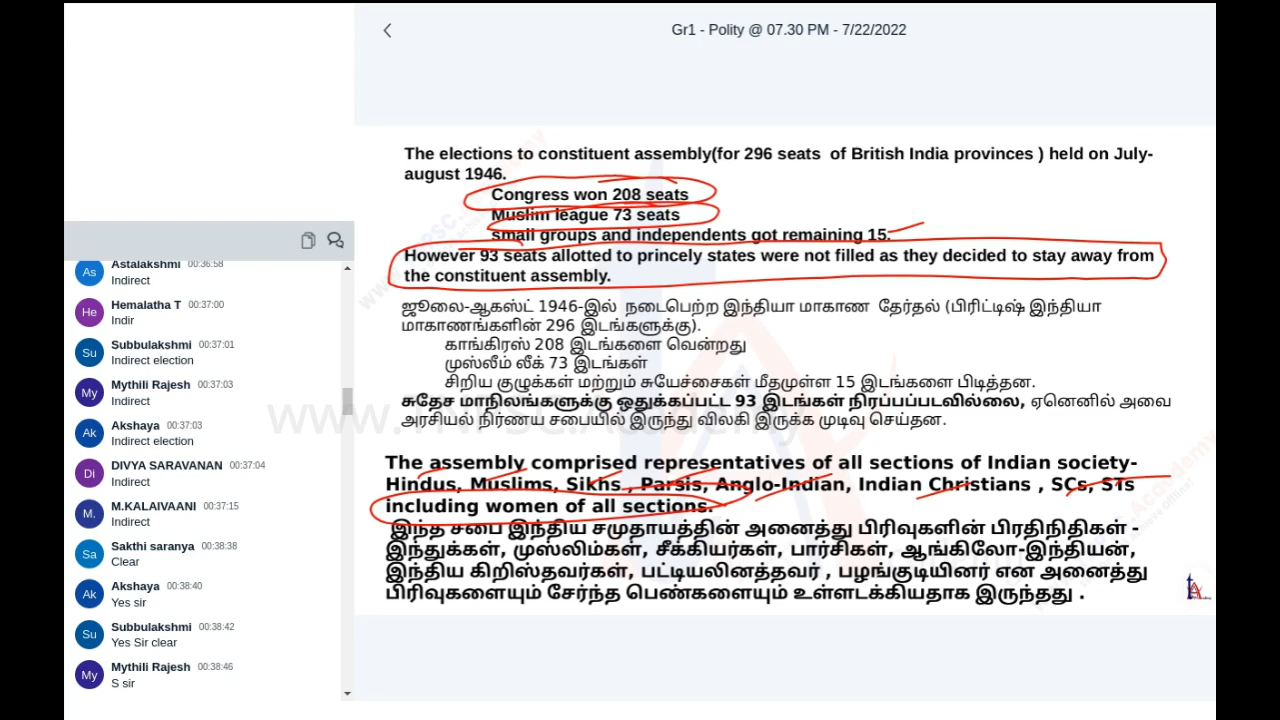 Gr1 - Polity @ 07.30 PM - 7/22/2022
The elections to constituent assembly(for 296 seats of British India provinces ) held on July-
august 1946.
Congress won 208 seats
Muslim league 73 seats
small groups and independents got remaining 15.
However 93 seats allotted to princely states were not filled as they decided to stay away from
the constituent assembly.
ஜூலை-ஆகஸ்ட் 1946-இல் நடைபெற்ற இந்தியா மாகாண தேர்தல் (பிரிட்டிஷ் இந்தியா
மாகாணங்களின் 296 இடங்களுக்கு).
காங்கிரஸ் 208 இடங்களை வென்றது
முஸ்லீம் லீக் 73 இடங்கள்
சிறிய குழுக்கள் மற்றும் சுயேச்சைகள் மீதமுள்ள 15 இடங்களை பிடித்தன.
சுதேச மாநிலங்களுக்கு ஒதுக்கப்பட்ட 93 இடங்கள் நிரப்பப்படவில்லை, ஏனெனில் அவை
அரசியல் நிர்ணய சபையில் இருந்து விலகி இருக்க முடிவு செய்தன.
The assembly comprised representatives of all sections of Indian society-
Hindus, Muslims, Sikhs , Parsis, Anglo-Indian, Indian Christians , SCs, STs
including women of all sections.
இந்த சபை இந்திய சமுதாயத்தின் அனைத்து பிரிவுகளின் பிரதிநிதிகள் -
இந்துக்கள், முஸ்லிம்கள், சீக்கியர்கள், பார்சிகள், ஆங்கிலோ-இந்தியன்,
இந்திய கிறிஸ்தவர்கள், பட்டியலினத்தவர் , பழங்குடியினர் என அனைத்து
பிரிவுகளையும் சேர்ந்த பெண்களையும் உள்ளடக்கியதாக இருந்தது .
As Astalakshmi 00:36:58
Indirect
He Hemalatha T 00:37:00
Indir
Su Subbulakshmi 00:37:01
Indirect election
My Mythili Rajesh 00:37:03
Indirect
Ak Akshaya 00:37:03
Indirect election
Di DIVYA SARAVANAN 00:37:04
Indirect
M. M.KALAIVAANI 00:37:15
Indirect
Sa Sakthi saranya 00:38:38
Clear
Ak Akshaya 00:38:40
Yes sir
Su Subbulakshmi 00:38:42
Yes Sir clear
My Mythili Rajesh 00:38:46
S sir